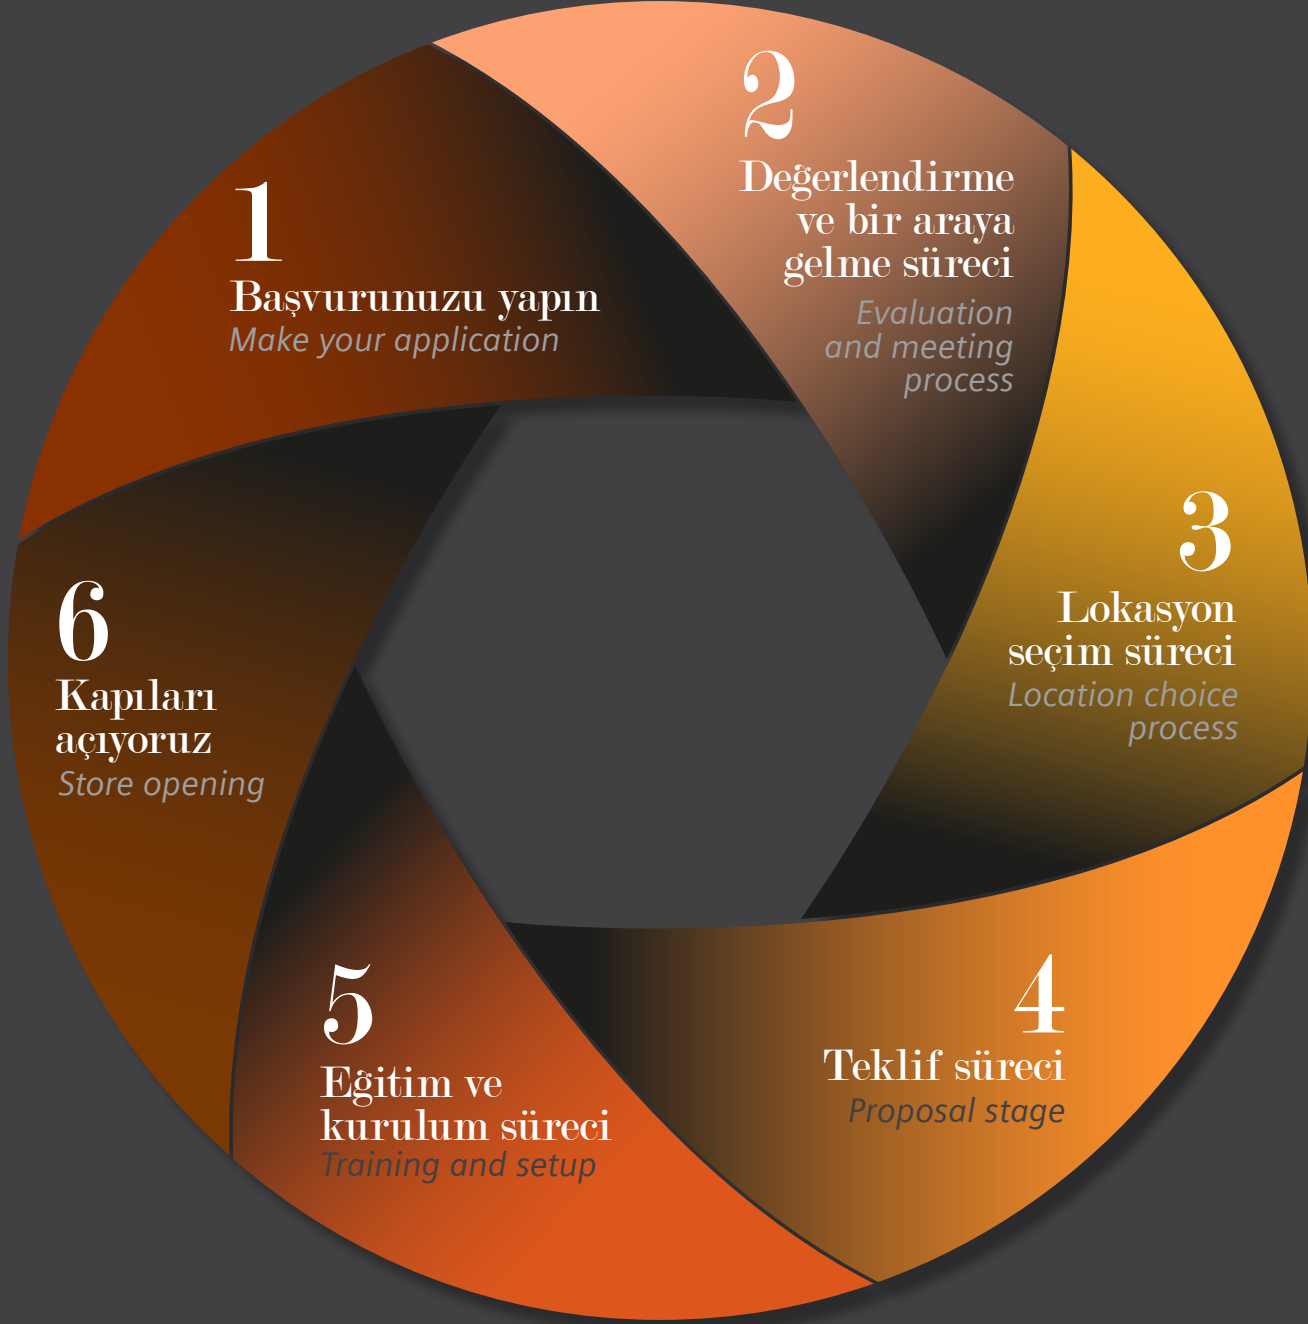 1
Başvurunuzu yapın
Make your application
2
Değerlendirme
ve bir araya
gelme süreci
Evaluation
and meeting
process
3
Lokasyon
seçim süreci
Location choice
process
4
Teklif süreci
Proposal stage
5
Eğitim ve
kurulum süreci
Training and setup
6
Kapıları
açıyoruz
Store opening